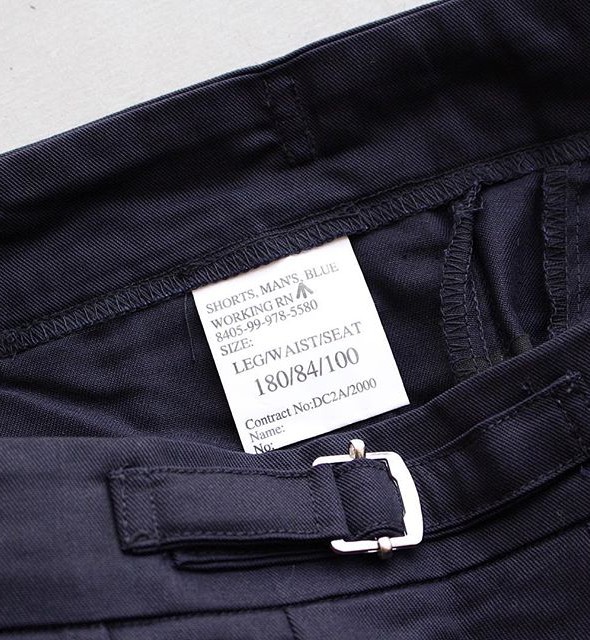 SHORTS, MAN'S, BLUE
WORKING RN
8405-99-978-5580
SIZE:
LEG/WAIST/SEAT
180/84/100
Contract No:DC2A/2000
Name:
No: